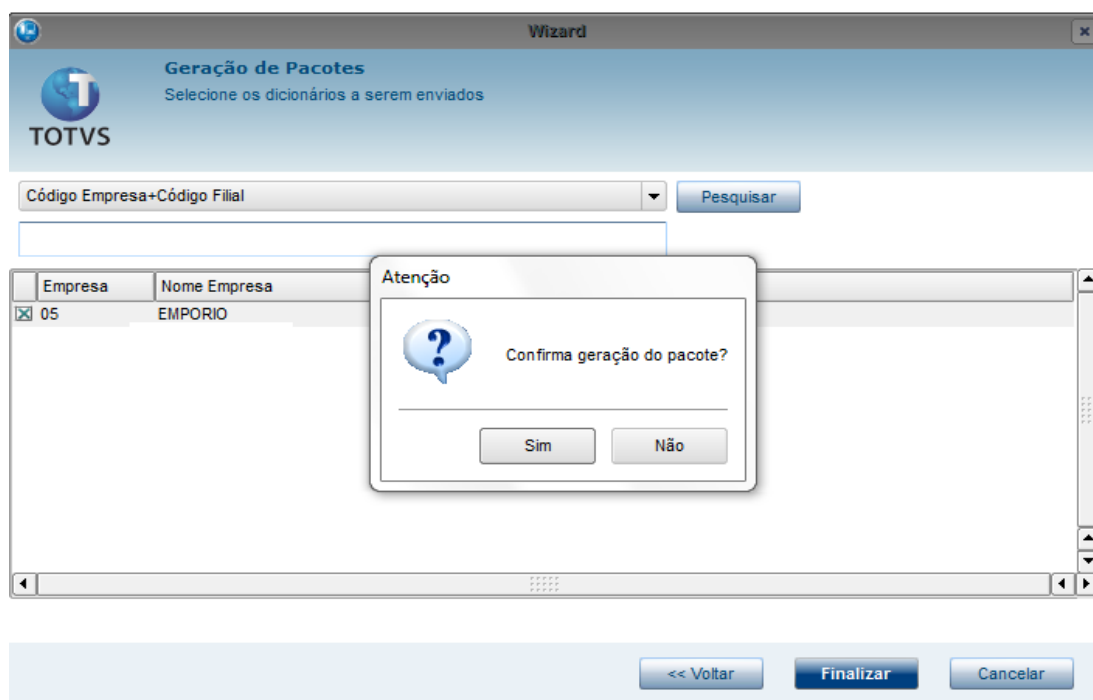 Wizard
Geração de Pacotes
Selecione os dicionários a serem enviados
TOTVS
Código Empresa+Código Filial
Pesquisar
Empresa Nome Empresa
05 EMPORIO
Atenção
Confirma geração do pacote?
Sim Não
<< Voltar Finalizar Cancelar